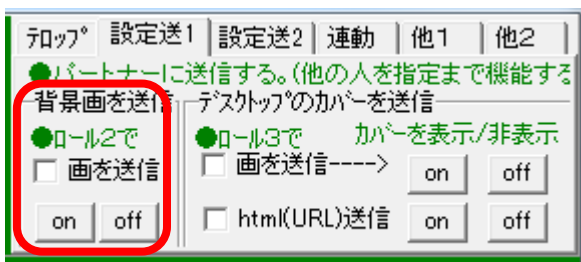 ﾃﾛｯﾌﾟ 設定送1 設定送2 連動 他1 他2
●パートナーに送信する。(他の人を指定まで機能する
背景画を送信 ﾃﾞｽｸﾄｯﾌﾟのｶﾊﾞｰを送信
●ﾛｰﾙ2で ●ﾛｰﾙ3で ｶﾊﾞｰを表示/非表示
画を送信 画を送信----> on off
on off html(URL)送信 on off